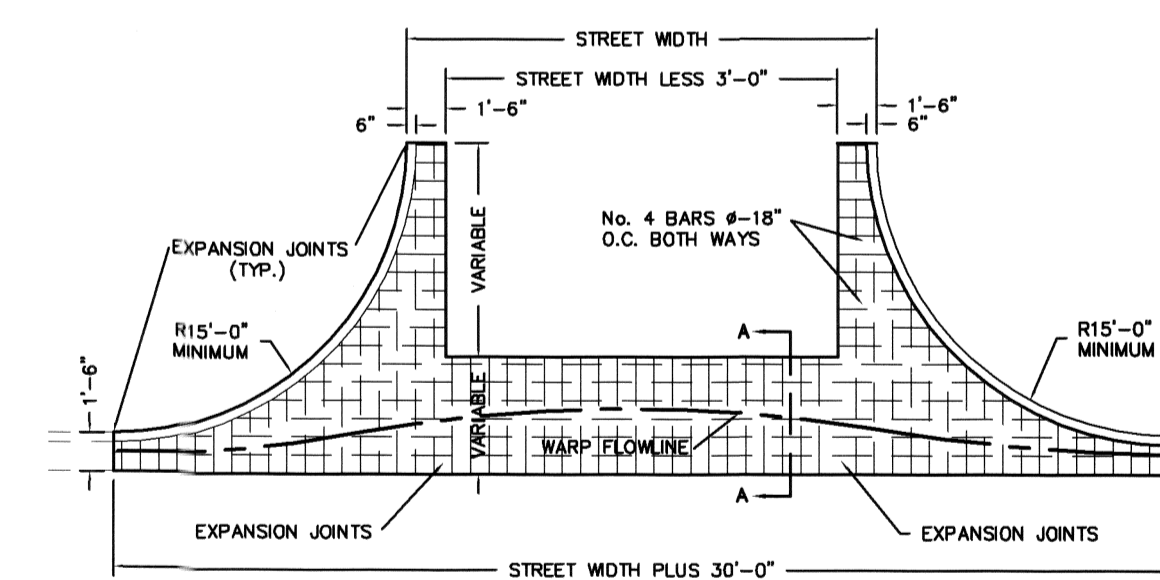 STREET WIDTH
STREET WIDTH LESS 3'-0"
1'-6"
1'-6"
6"
6"
VARIABLE
No. 4 BARS ø-18"
O.C. BOTH WAYS
EXPANSION JOINTS
(TYP.)
R15'-0"
MINIMUM
A
R15'-0"
MINIMUM
1'-6"
VARIABLE
WARP FLOWLINE
A
EXPANSION JOINTS
EXPANSION JOINTS
STREET WIDTH PLUS 30'-0"